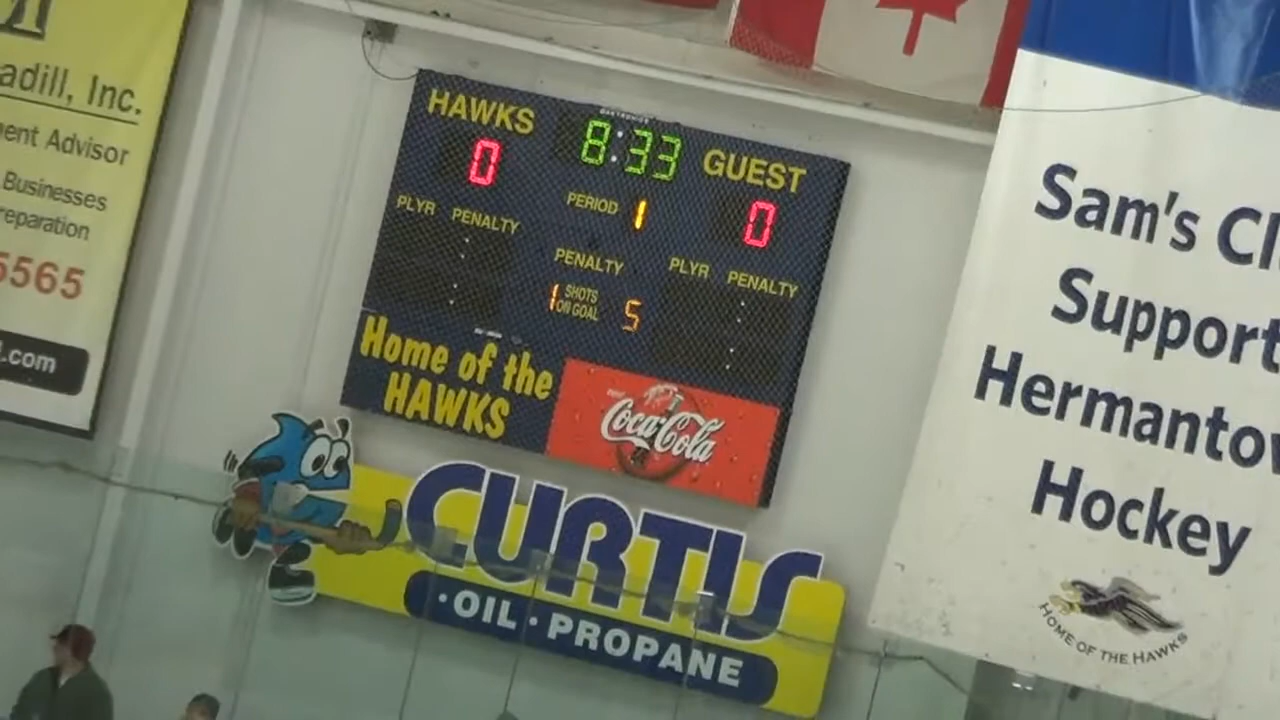 adill, Inc.
ent Advisor
Businesses
reparation
5565
.com
HAWKS
8:33
GUEST
0
0
PERIOD 1
PLYR PENALTY
PENALTY
PLYR PENALTY
1 SHOTS ON GOAL 5
Home of the
HAWKS
Coca-Cola
CURTIS
· OIL · PROPANE
Sam's Cl
Support
Hermanto
Hockey
HOME OF THE HAWKS